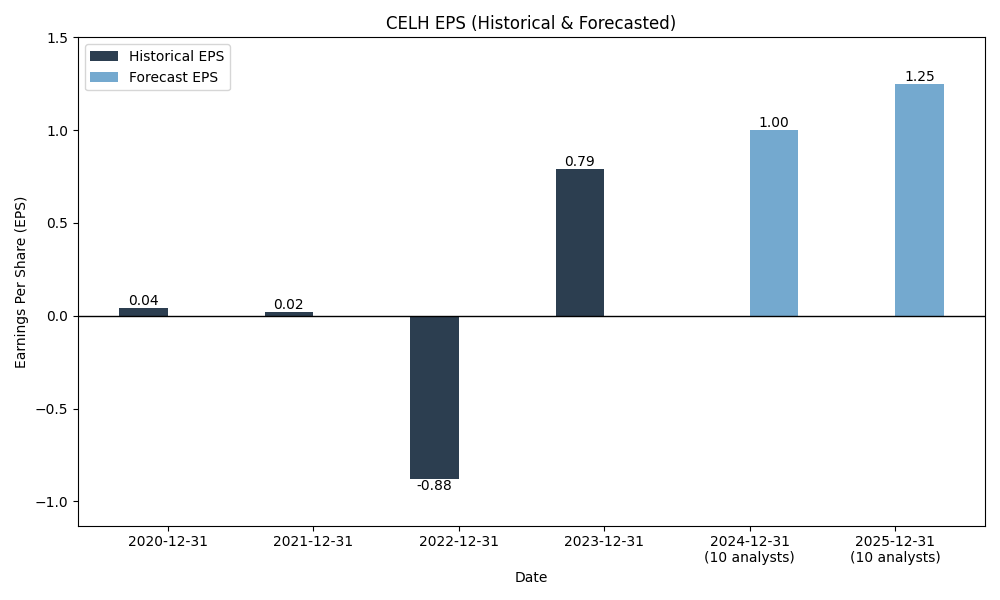 CELH EPS (Historical & Forecasted)
Historical EPS
Forecast EPS
Earnings Per Share (EPS)
1.5
1.0
0.5
0.0
−0.5
−1.0
0.04
0.02
-0.88
0.79
1.00
1.25
2020-12-31
2021-12-31
2022-12-31
2023-12-31
2024-12-31
(10 analysts)
2025-12-31
(10 analysts)
Date